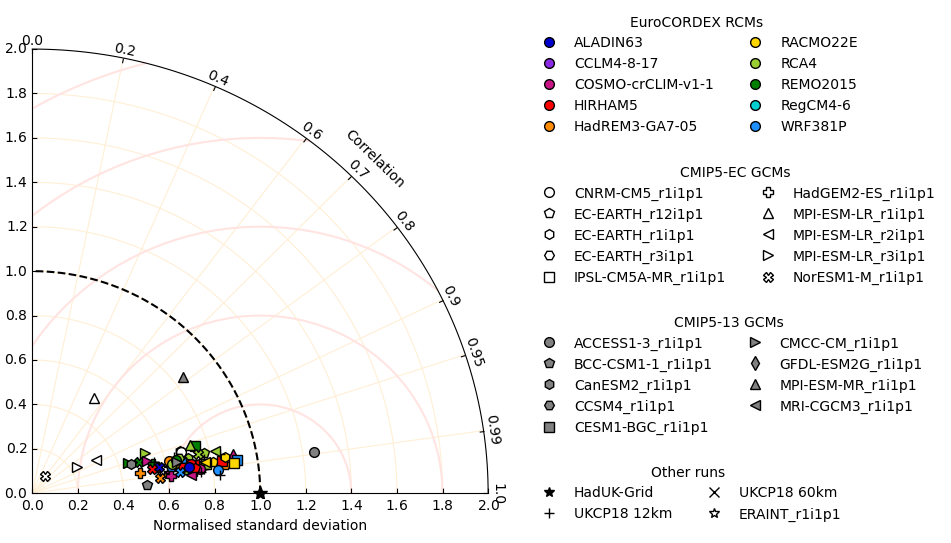 EuroCORDEX RCMs
ALADIN63
CCLM4-8-17
COSMO-crCLIM-v1-1
HIRHAM5
HadREM3-GA7-05
RACMO22E
RCA4
REMO2015
RegCM4-6
WRF381P
CMIP5-EC GCMs
CNRM-CM5_r1i1p1
EC-EARTH_r12i1p1
EC-EARTH_r1i1p1
EC-EARTH_r3i1p1
IPSL-CM5A-MR_r1i1p1
HadGEM2-ES_r1i1p1
MPI-ESM-LR_r1i1p1
MPI-ESM-LR_r2i1p1
MPI-ESM-LR_r3i1p1
NorESM1-M_r1i1p1
CMIP5-13 GCMs
ACCESS1-3_r1i1p1
BCC-CSM1-1_r1i1p1
CanESM2_r1i1p1
CCSM4_r1i1p1
CESM1-BGC_r1i1p1
CMCC-CM_r1i1p1
GFDL-ESM2G_r1i1p1
MPI-ESM-MR_r1i1p1
MRI-CGCM3_r1i1p1
Other runs
HadUK-Grid
UKCP18 12km
UKCP18 60km
ERAINT_r1i1p1
0.0
0.2
0.4
0.6
Correlation
0.7
0.8
0.9
0.95
0.99
1.0
2.0
1.8
1.6
1.4
1.2
1.0
0.8
0.6
0.4
0.2
0.0
0.0 0.2 0.4 0.6 0.8 1.0 1.2 1.4 1.6 1.8 2.0
Normalised standard deviation